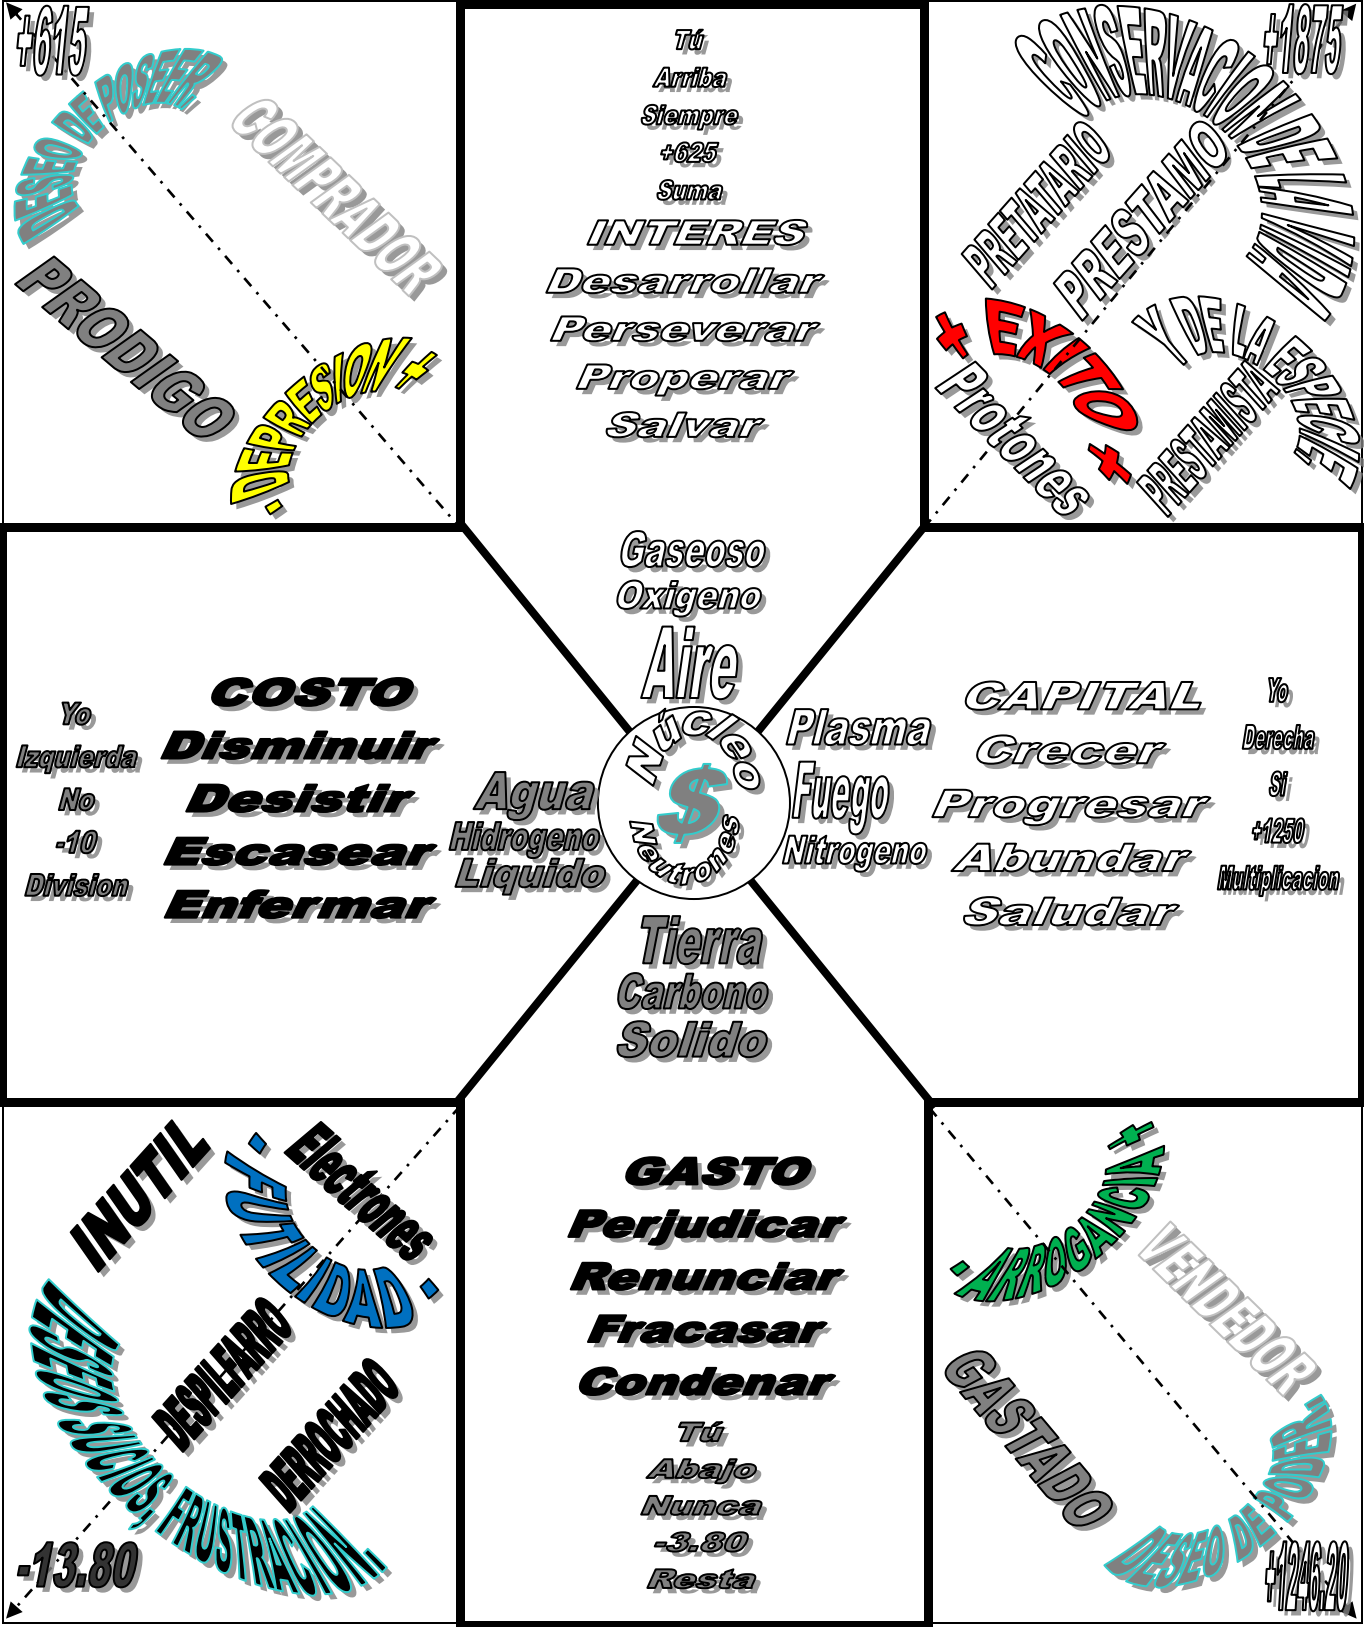 +615
DESEO DE POSEER
COMPRADOR
PRODIGO
- DEPRESION +
Tú
Arriba
Siempre
+625
Suma
INTERES
Desarrollar
Perseverar
Properar
Salvar
Gaseoso
Oxigeno
Aire
+1875
CONSERVACION DE LA VIDA
PRETATARIO
PRESTAMO
+ EXITO +
Protones
Y DE LA ESPECIE
PRESTAMISTA
Yo
Izquierda
No
-10
Division
COSTO
Disminuir
Desistir
Escasear
Enfermar
Agua
Hidrogeno
Liquido
Núcleo
$
Neutrones
Plasma
Fuego
Nitrogeno
CAPITAL
Crecer
Progresar
Abundar
Saludar
Yo
Derecha
Si
+1250
Multiplicacion
Tierra
Carbono
Solido
INUTIL
- FUTILIDAD -
Electrones
DESPILFARRO
DERROCHADO
DESEOS SUCIOS, FRUSTRACION.
-13.80
GASTO
Perjudicar
Renunciar
Fracasar
Condenar
Tú
Abajo
Nunca
-3.80
Resta
- ARROGANCIA +
VENDEDOR
GASTADO
DESEO DE PODER,
+1246.20